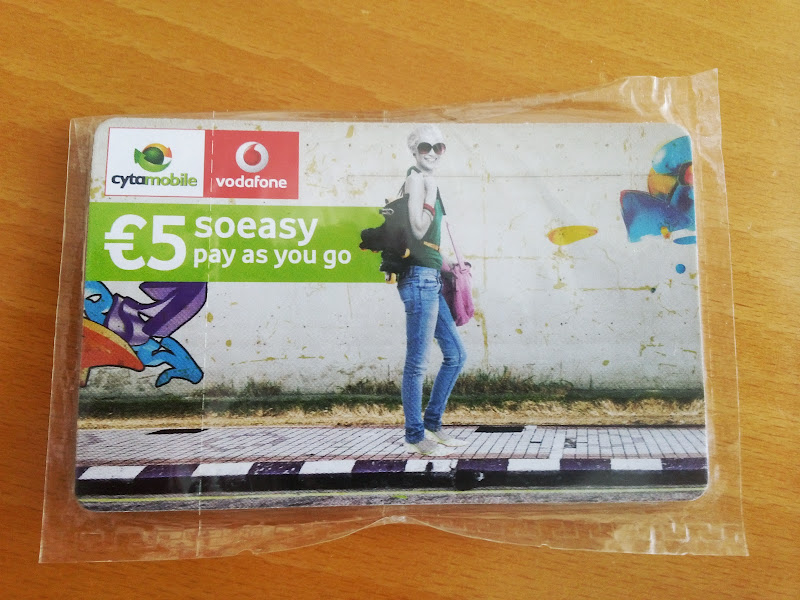 cytamobile
vodafone
€5 soeasy
pay as you go